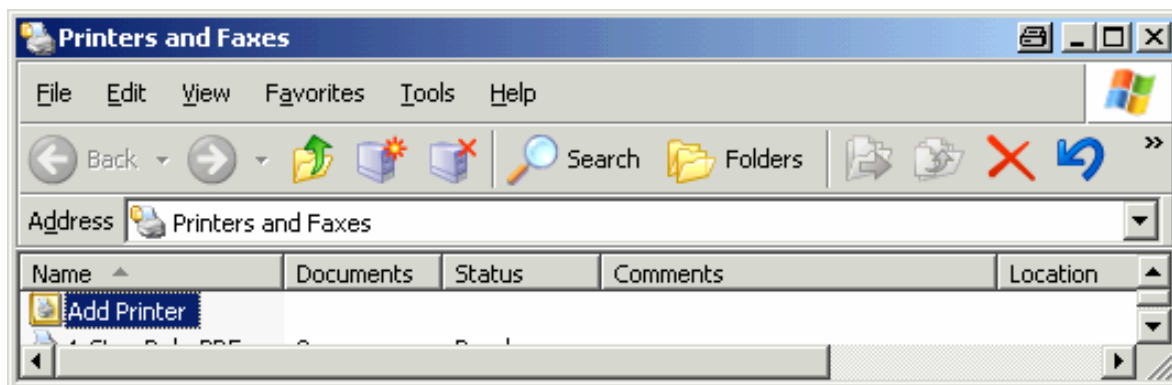 Printers and Faxes
File Edit View Favorites Tools Help
Back Search Folders »
Address Printers and Faxes
Name Documents Status Comments Location
Add Printer